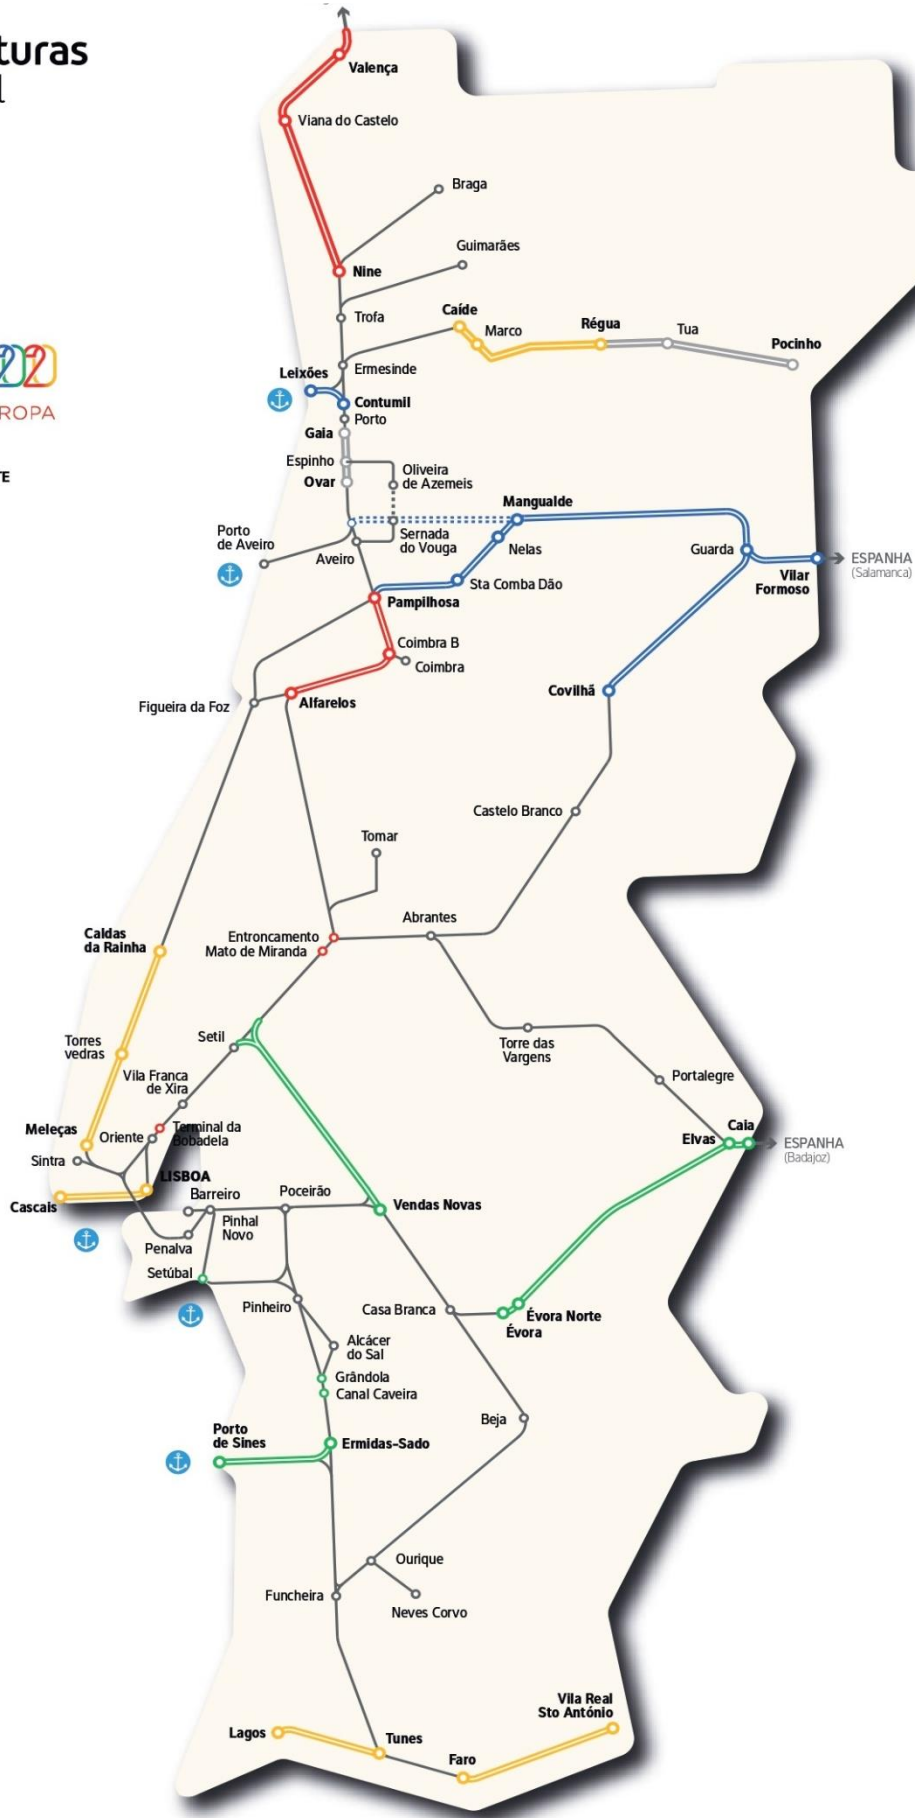 turas
l
Valença
Viana do Castelo
Braga
Guimarães
Nine
Trofa
Caíde
Marco
Régua
Tua
Pocinho
2020
ROPA
TE
Leixões
Ermesinde
Contumil
Porto
Gaia
Espinho
Ovar
Oliveira
de Azemeis
Mangualde
Porto
de Aveiro
Aveiro
Sernada
do Vouga
Nelas
Guarda
ESPANHA
(Salamanca)
Vilar
Formoso
Sta Comba Dão
Pampilhosa
Coimbra B
Coimbra
Figueira da Foz
Alfarelos
Covilhã
Castelo Branco
Tomar
Abrantes
Entroncamento
Mato de Miranda
Caldas
da Rainha
Torres
vedras
Setil
Torre das
Vargens
Vila Franca
de Xira
Portalegre
Meleças
Oriente
Terminal da
Bobadela
Elvas
Caia
ESPANHA
(Badajoz)
Sintra
LISBOA
Cascais
Barreiro
Poceirão
Vendas Novas
Pinhal
Novo
Penalva
Setúbal
Pinheiro
Casa Branca
Évora Norte
Évora
Alcácer
do Sal
Grândola
Canal Caveira
Beja
Porto
de Sines
Ermidas-Sado
Ourique
Funcheira
Neves Corvo
Vila Real
Sto António
Lagos
Tunes
Faro